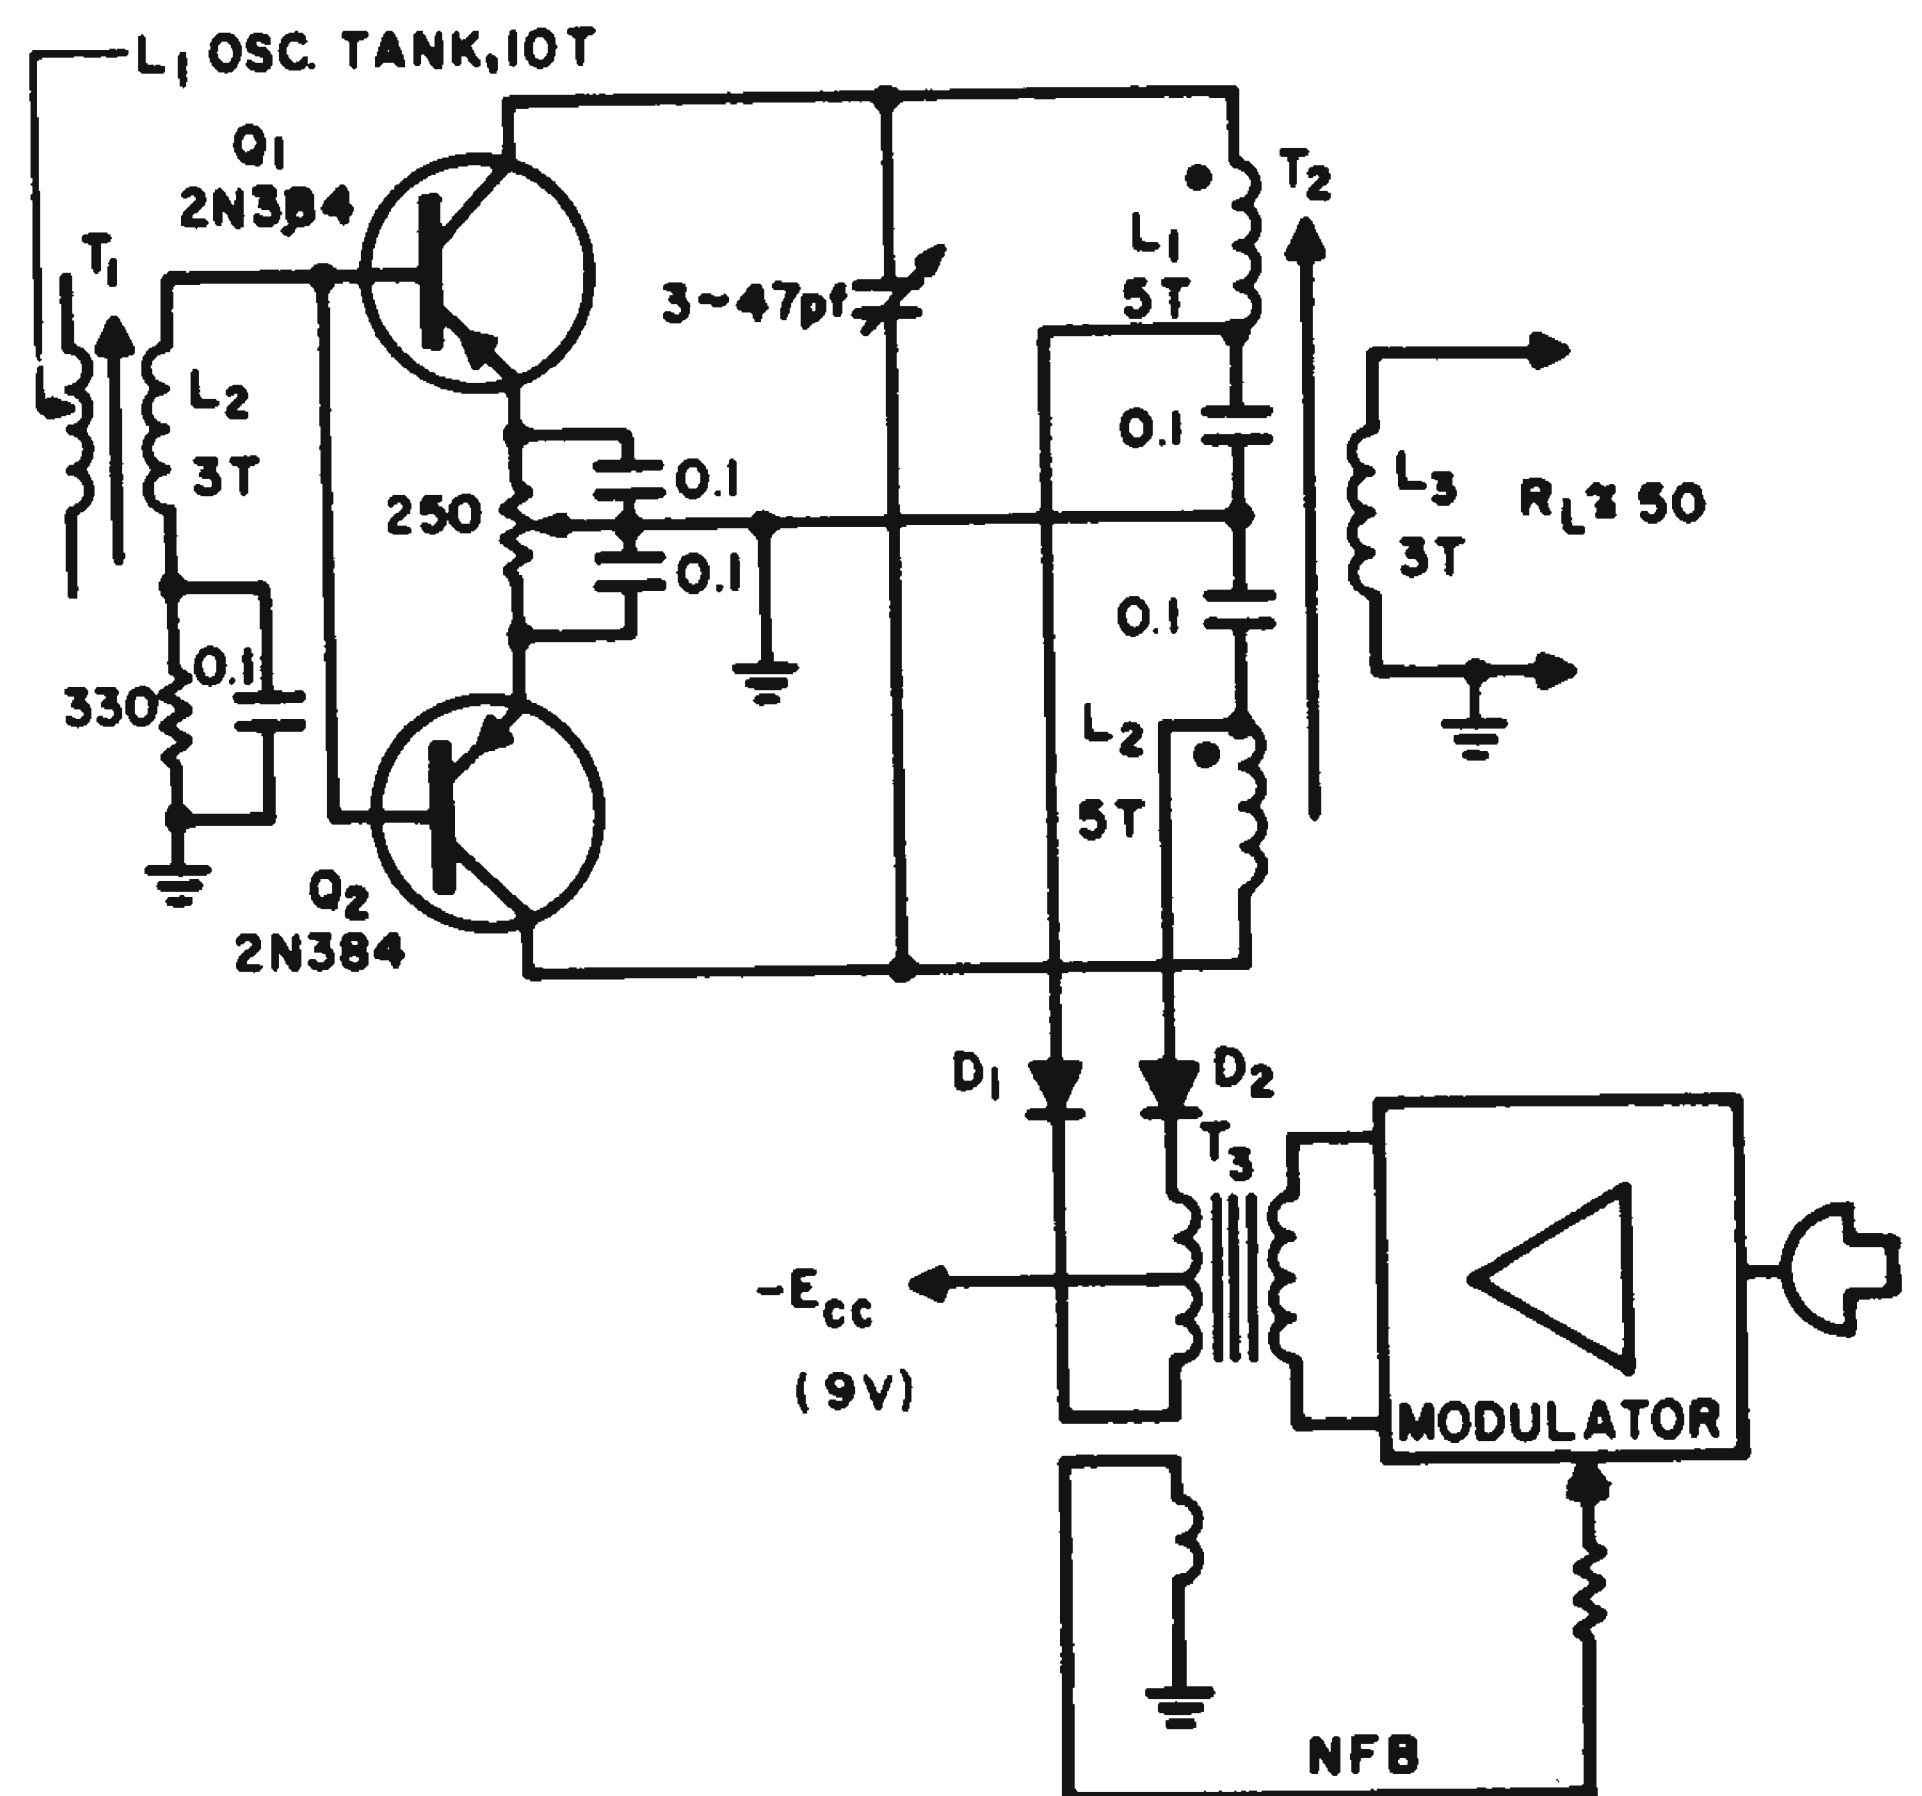 L1 OSC. TANK, 10T
Q1
2N384
T1
L2
3T
3~47pf
T2
L1
5T
0.1
250
0.1
0.1
L3
3T
RL ≈ 50
0.1
330
0.1
L2
5T
Q2
2N384
D1
D2
T3
-Ecc
(9V)
MODULATOR
NFB